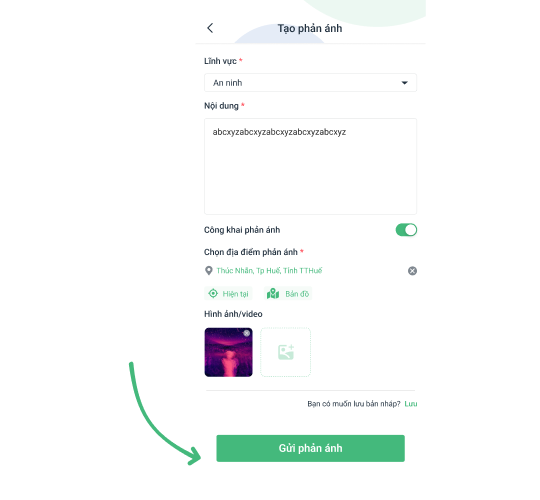 Tạo phản ánh
Lĩnh vực *
An ninh
Nội dung *
abcxyzabcxyzabcxyzabcxyzabcxyz
Công khai phản ánh
Chọn địa điểm phản ánh *
Thúc Nhẫn, Tp Huế, Tỉnh TTHuế
Hiện tại Bản đồ
Hình ảnh/video
Bạn có muốn lưu bản nháp? Lưu
Gửi phản ánh